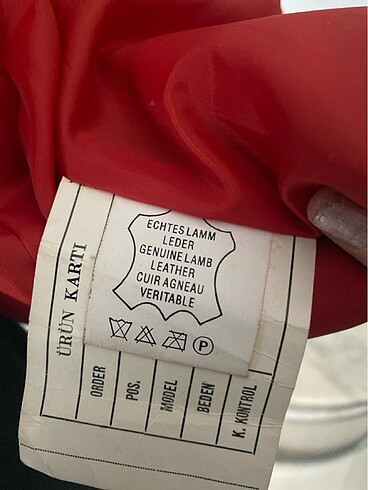 ECHTES LAMM
LEDER
GENUINE LAMB
LEATHER
CUIR AGNEAU
VERITABLE
P
ÜRÜN KARTI
ORDER
POS.
MODEL
BEDEN
K. KONTROL